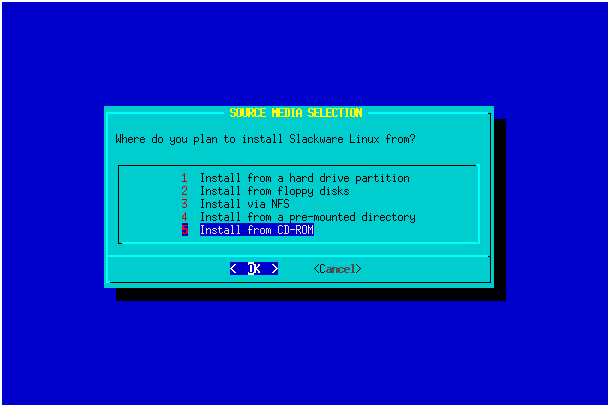 SOURCE MEDIA SELECTION
Where do you plan to install Slackware Linux from?
1 Install from a hard drive partition
2 Install from floppy disks
3 Install via NFS
4 Install from a pre-mounted directory
5 Install from CD-ROM
< OK > <Cancel>